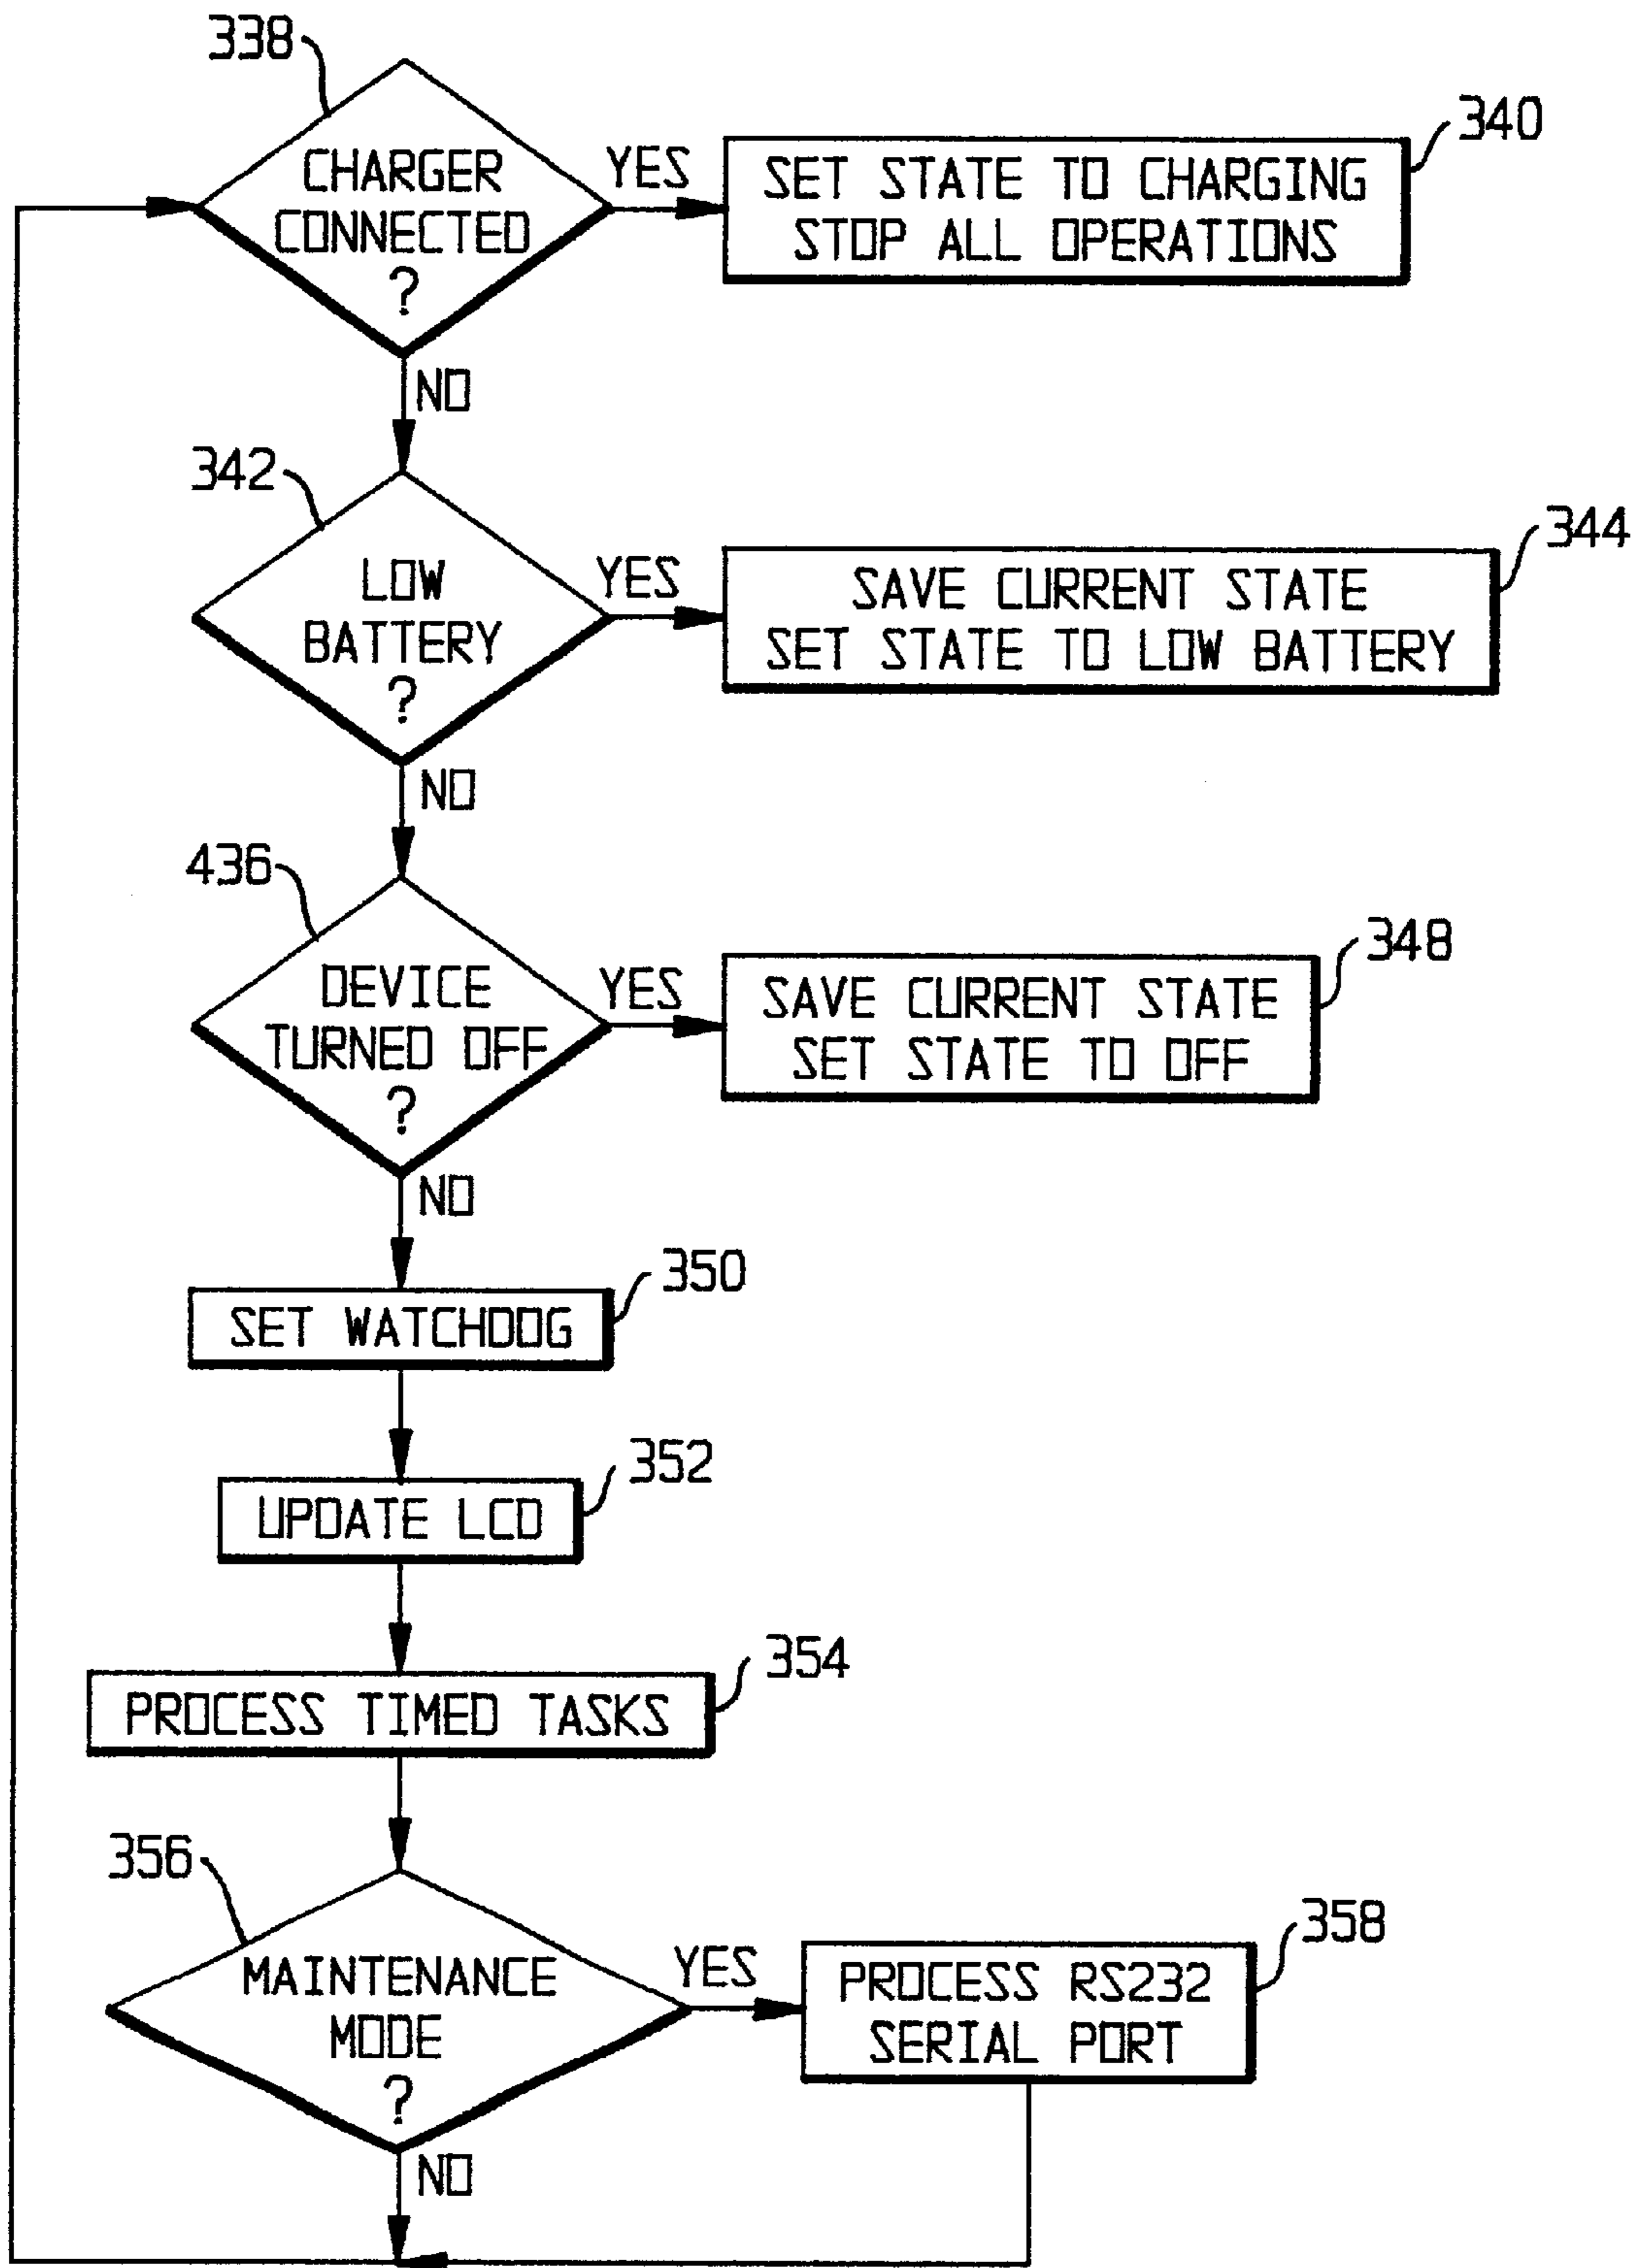 338
CHARGER
CONNECTED
?
YES
SET STATE TO CHARGING
STOP ALL OPERATIONS
340
NO
342
LOW
BATTERY
?
YES
SAVE CURRENT STATE
SET STATE TO LOW BATTERY
344
NO
436
DEVICE
TURNED OFF
?
YES
SAVE CURRENT STATE
SET STATE TO OFF
348
NO
350
SET WATCHDOG
352
UPDATE LCD
354
PROCESS TIMED TASKS
356
MAINTENANCE
MODE
?
YES
PROCESS RS232
SERIAL PORT
358
NO